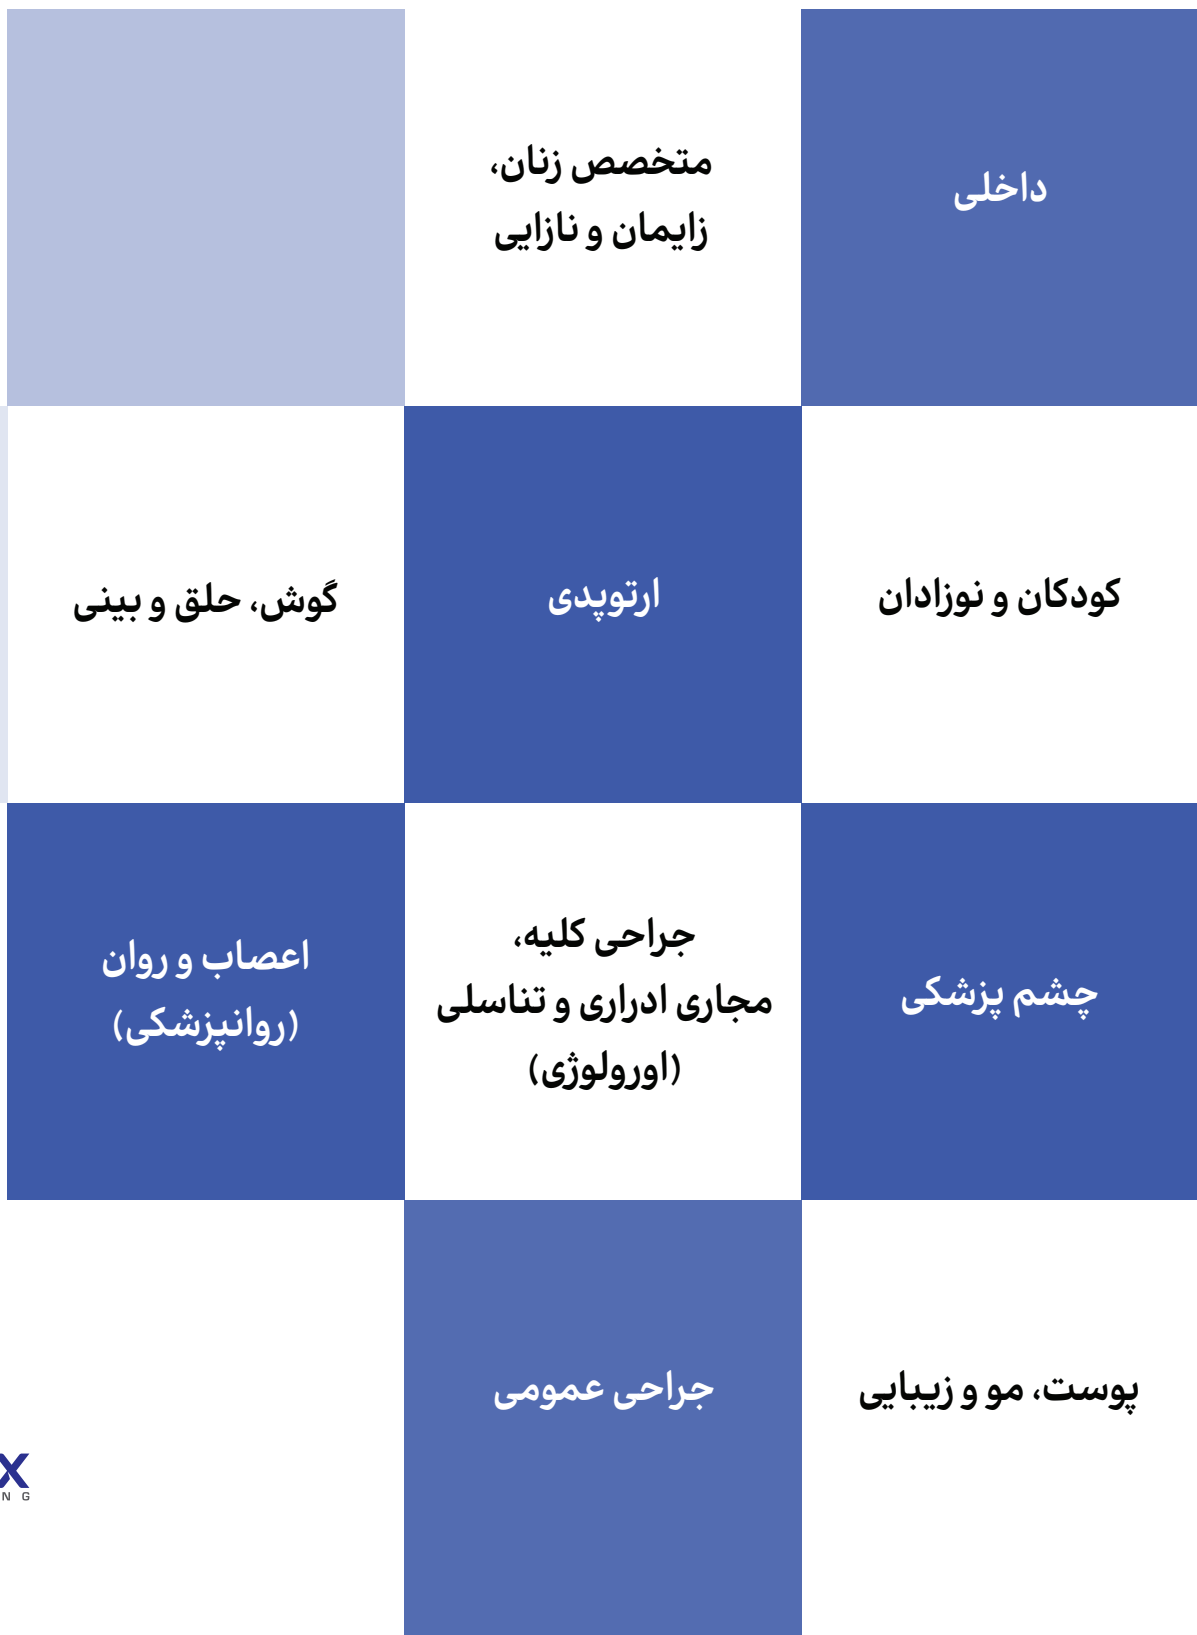 داخلی
متخصص زنان،
زایمان و نازایی
کودکان و نوزادان
ارتوپدی
گوش، حلق و بینی
چشم پزشکی
جراحی کلیه،
مجاری ادراری و تناسلی
(اورولوژی)
اعصاب و روان
(روانپزشکی)
پوست، مو و زیبایی
جراحی عمومی
X
NG